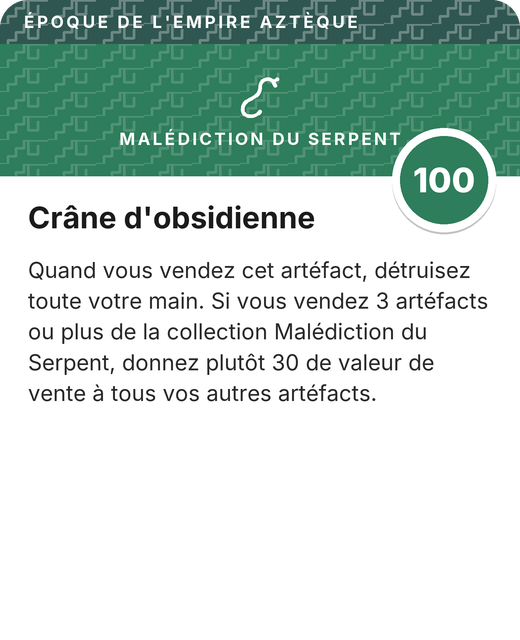 ÉPOQUE DE L'EMPIRE AZTÈQUE
MALÉDICTION DU SERPENT
100
Crâne d'obsidienne
Quand vous vendez cet artéfact, détruisez
toute votre main. Si vous vendez 3 artéfacts
ou plus de la collection Malédiction du
Serpent, donnez plutôt 30 de valeur de
vente à tous vos autres artéfacts.